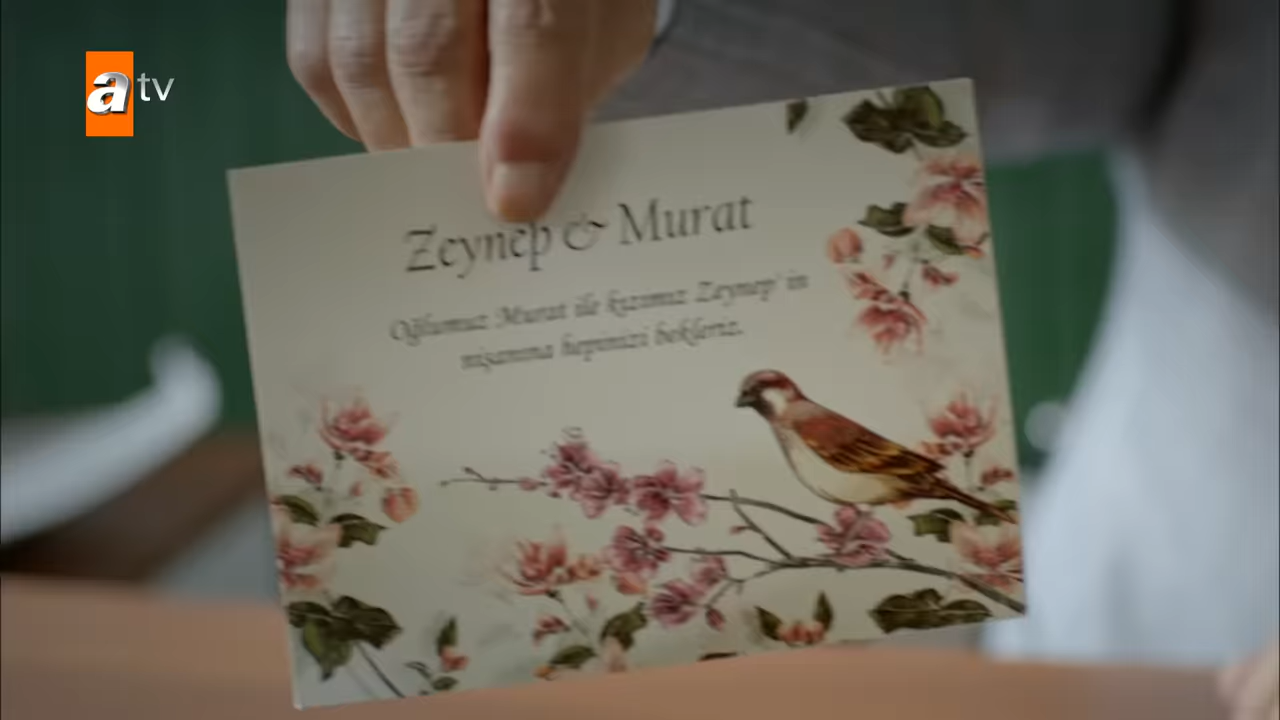 atv
Zeynep & Murat
Oğlumuz Murat ile kızımız Zeynep' in
nişanına hepinizi bekleriz.